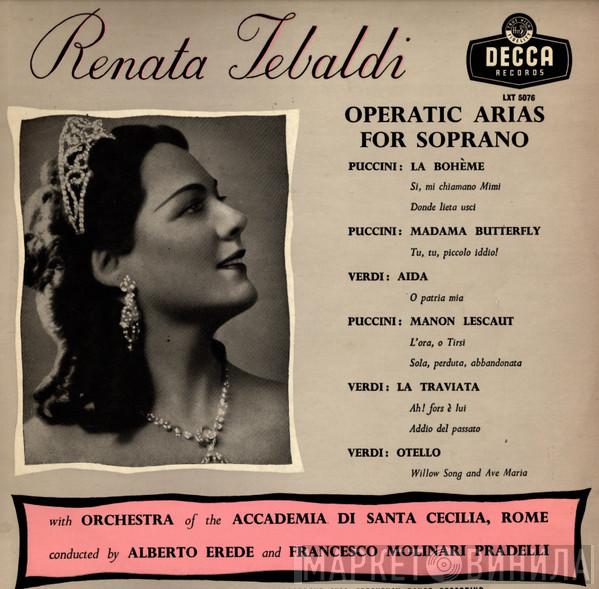 Renata Tebaldi
DECCA
RECORDS
LXT 5076
OPERATIC ARIAS
FOR SOPRANO
PUCCINI: LA BOHÈME
Si, mi chiamano Mimi
Donde lieta usci
PUCCINI: MADAMA BUTTERFLY
Tu, tu, piccolo iddio!
VERDI: AIDA
O patria mia
PUCCINI: MANON LESCAUT
L'ora, o Tirsi
Sola, perduta, abbandonata
VERDI: LA TRAVIATA
Ah! fors è lui
Addio del passato
VERDI: OTELLO
Willow Song and Ave Maria
with ORCHESTRA of the ACCADEMIA DI SANTA CECILIA, ROME
conducted by ALBERTO EREDE and FRANCESCO MOLINARI PRADELLI
МАРКЕТ ВИНИЛА